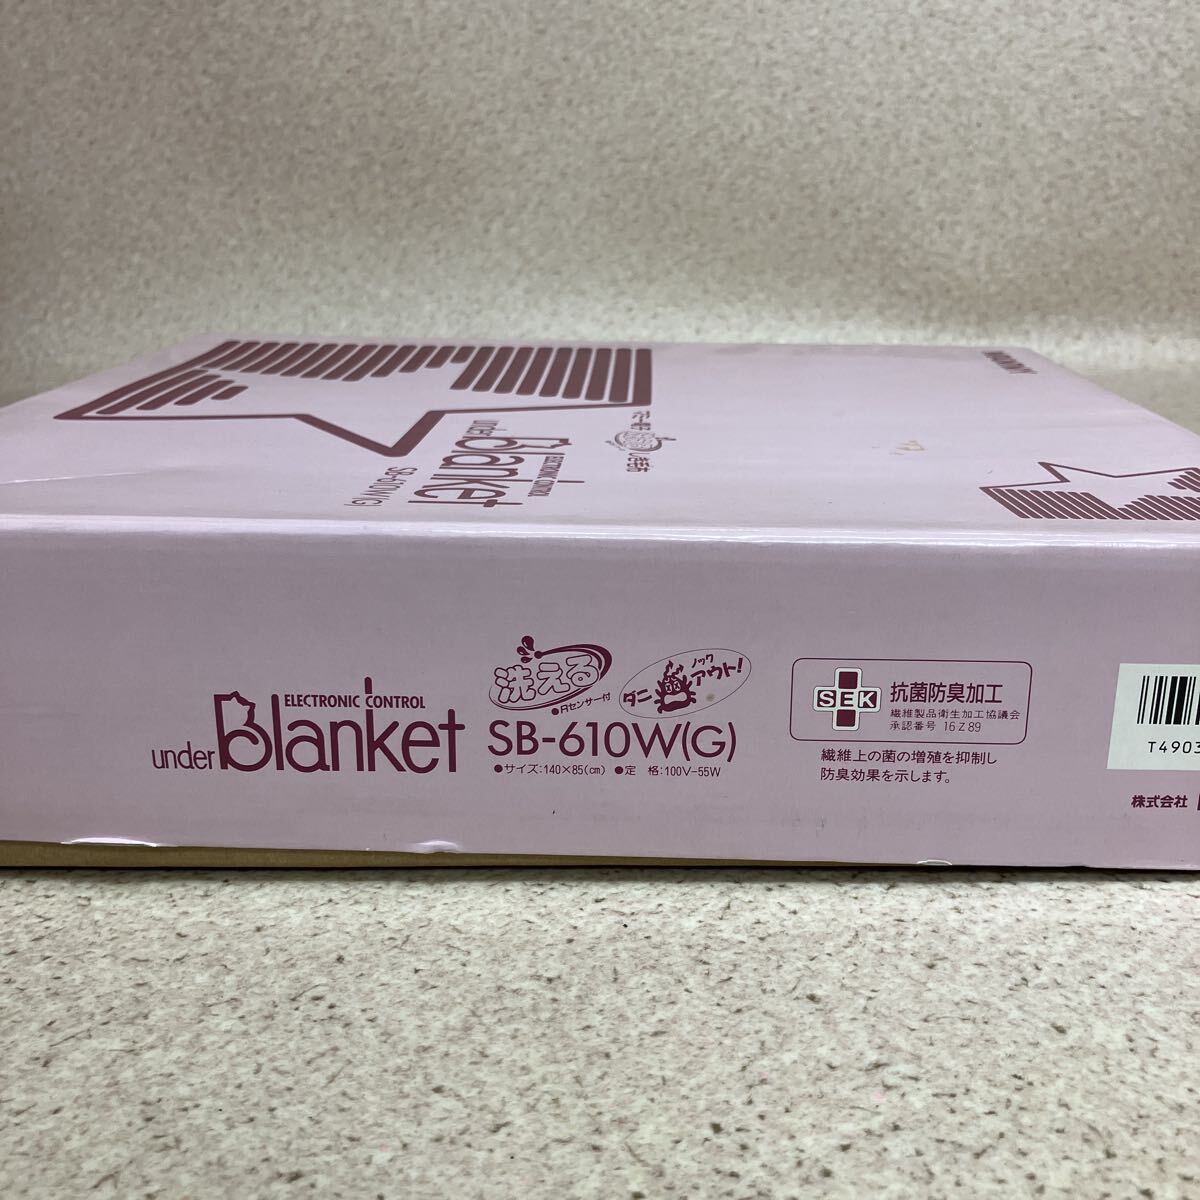 ELECTRONIC CONTROL
under Blanket
SB-610W(G)
ELECTRONIC CONTROL
under Blanket
洗える
●Rセンサー付
ダニ
ノック
アウト!
SB-610W(G)
●サイズ:140×85(cm) ●定 格:100V-55W
SEK
抗菌防臭加工
繊維製品衛生加工協議会
承認番号 16Z89
繊維上の菌の増殖を抑制し
防臭効果を示します。
T4903
株式会社